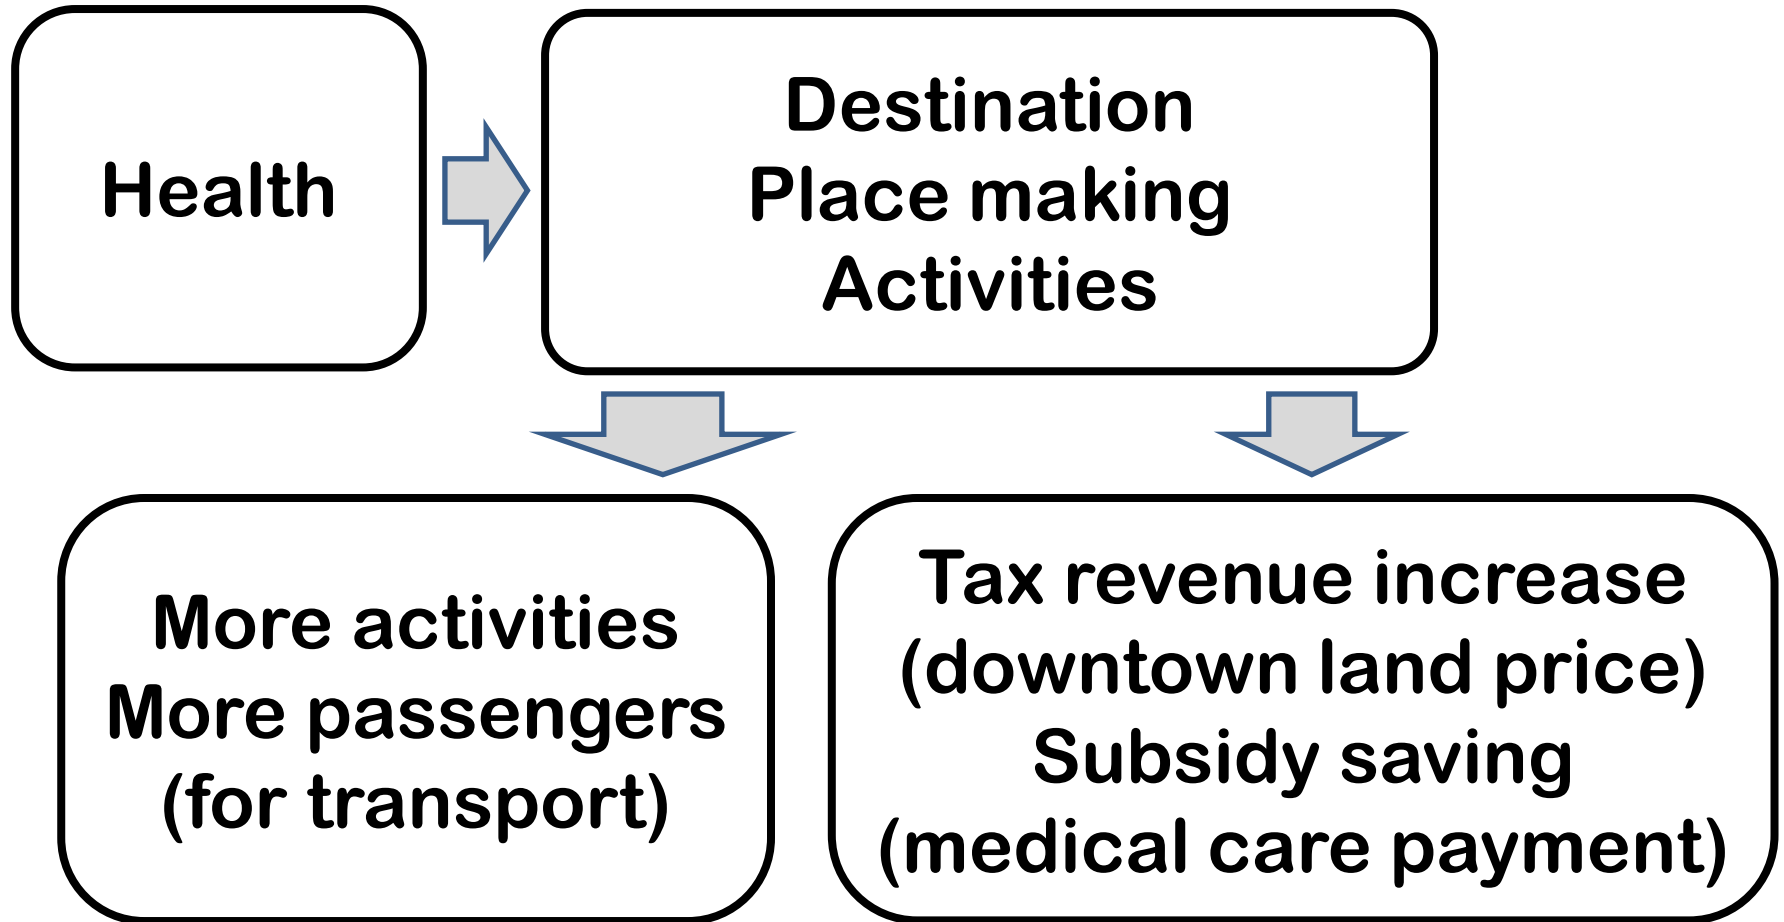 Health
Destination
Place making
Activities
More activities
More passengers
(for transport)
Tax revenue increase
(downtown land price)
Subsidy saving
(medical care payment)